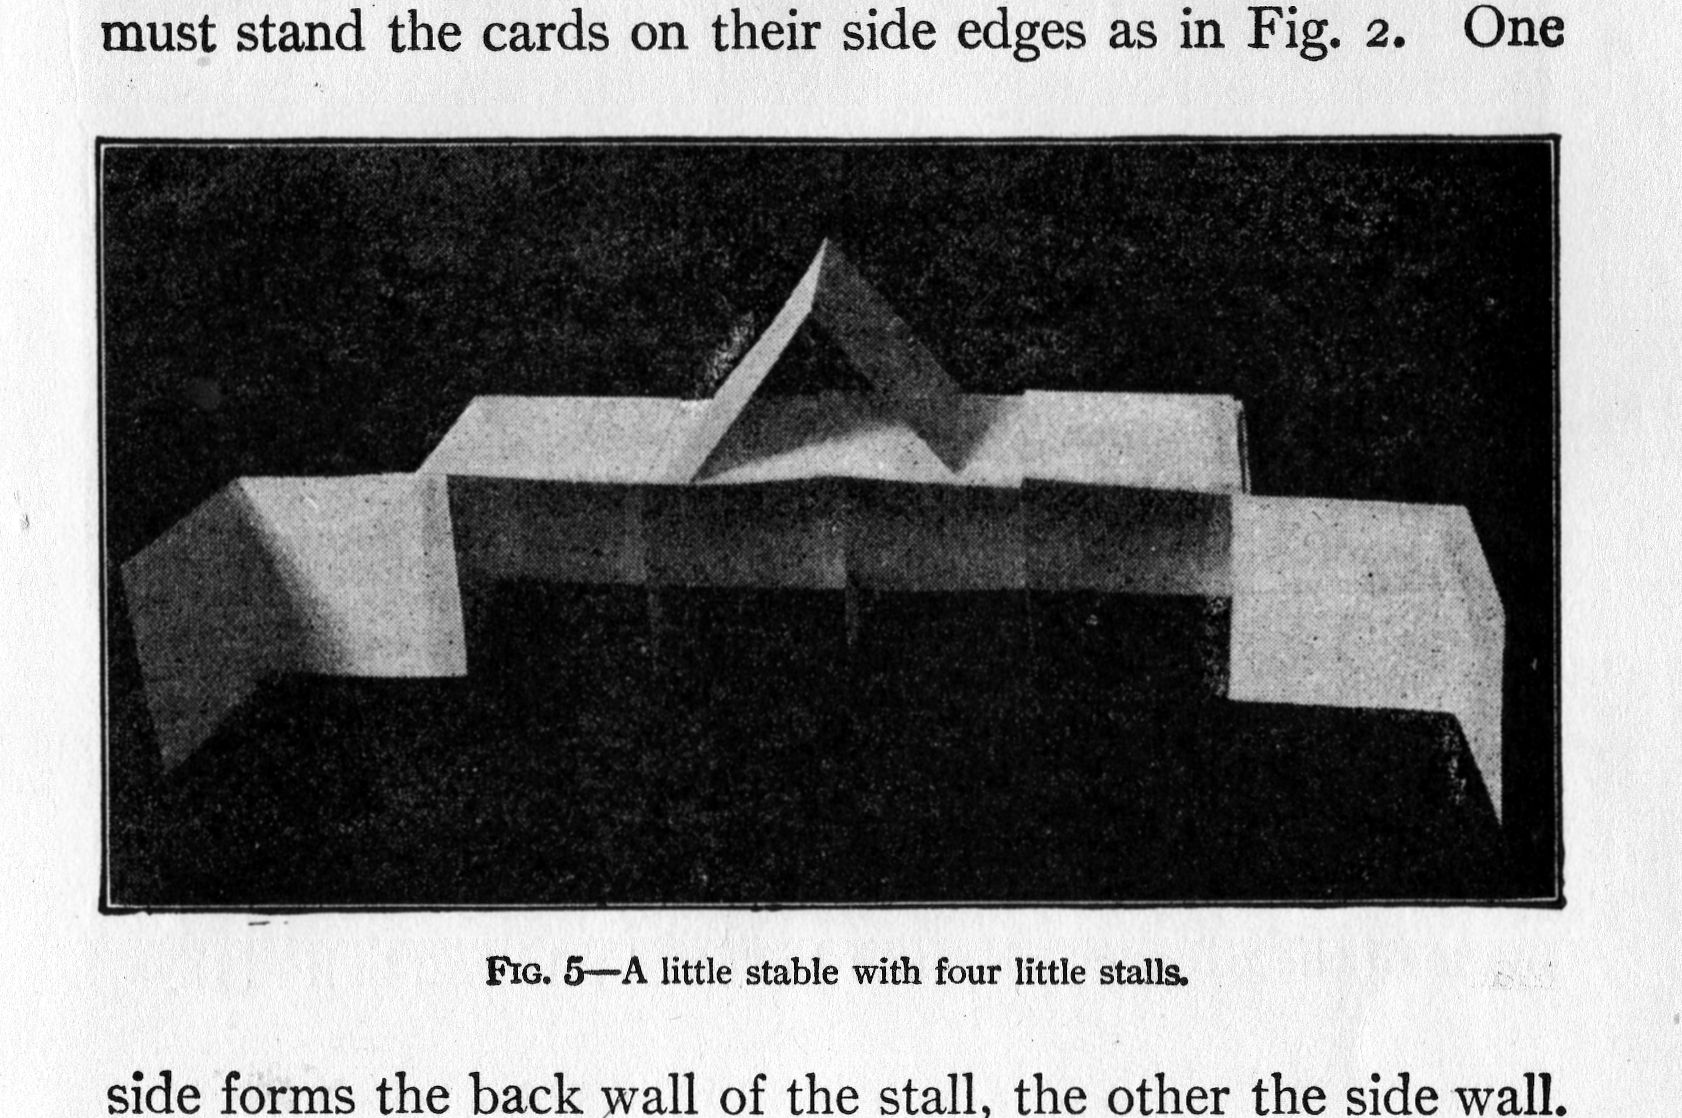 must stand the cards on their side edges as in Fig. 2. One
Fig. 5—A little stable with four little stalls.
side forms the back wall of the stall, the other the side wall.